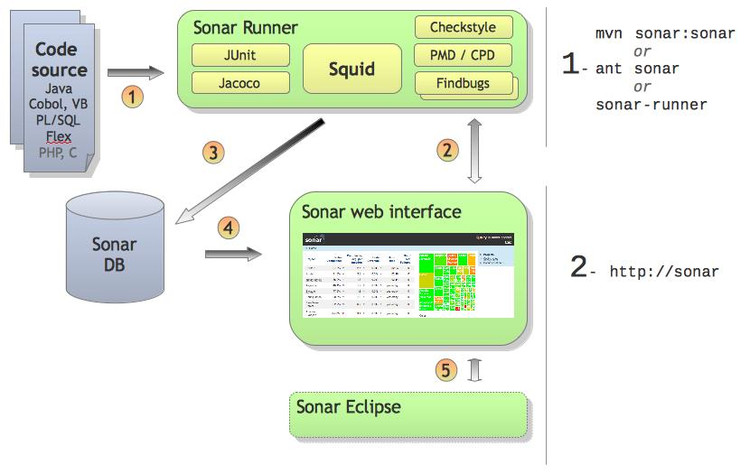 Code
source
Java
Cobol, VB
PL/SQL
Flex
PHP, C
1
Sonar Runner
JUnit
Jacoco
Squid
Checkstyle
PMD / CPD
Findbugs
1- mvn sonar:sonar
or
ant sonar
or
sonar-runner
3
2
Sonar
DB
4
Sonar web interface
sonar
2- http://sonar
5
Sonar Eclipse